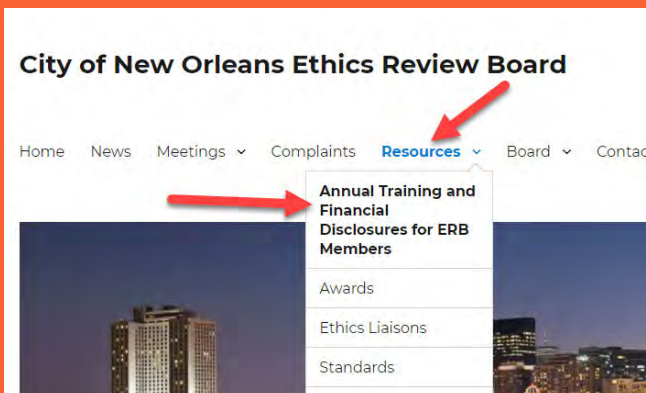 City of New Orleans Ethics Review Board
Home News Meetings Complaints Resources Board Contac
Annual Training and
Financial
Disclosures for ERB
Members
Awards
Ethics Liaisons
Standards